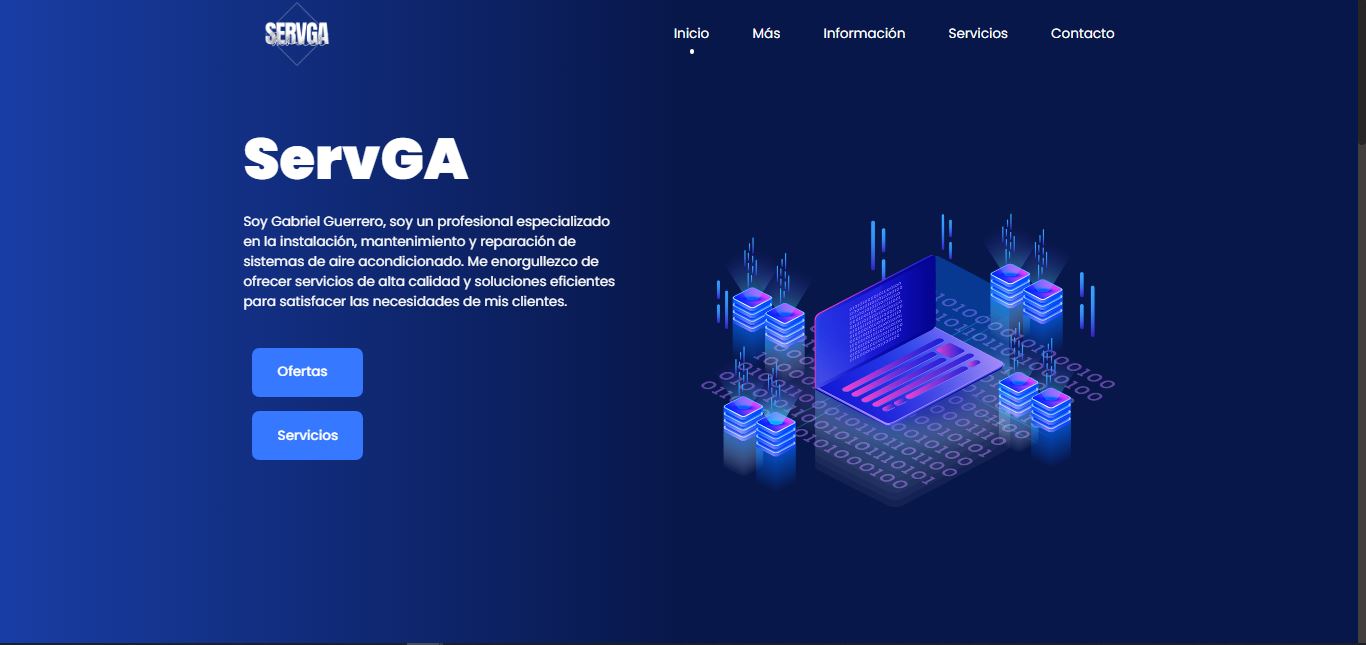 SERVGA
Inicio
Más
Información
Servicios
Contacto
ServGA
Soy Gabriel Guerrero, soy un profesional especializado
en la instalación, mantenimiento y reparación de
sistemas de aire acondicionado. Me enorgullezco de
ofrecer servicios de alta calidad y soluciones eficientes
para satisfacer las necesidades de mis clientes.
Ofertas
Servicios